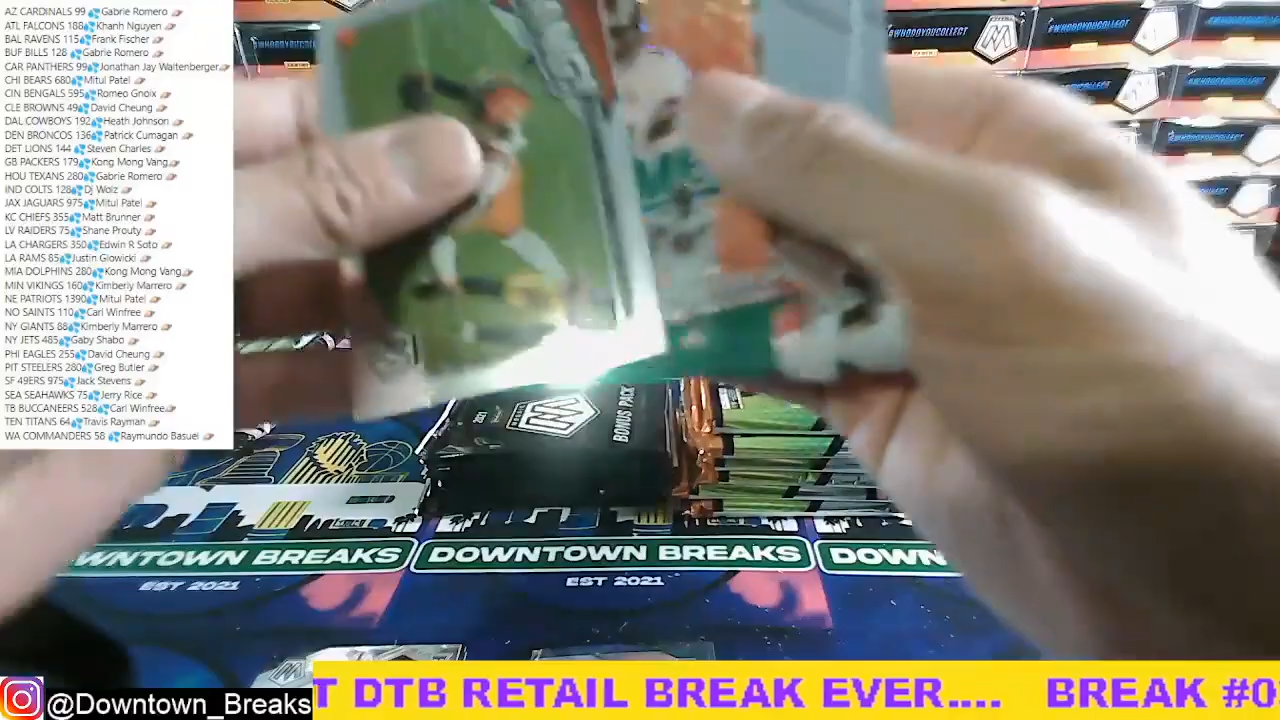 AZ CARDINALS 99💦Gabrie Romero
ATL FALCONS 188💦Khanh Nguyen
BAL RAVENS 115💦Frank Fischer
BUF BILLS 128 💦Gabrie Romero
CAR PANTHERS 99💦Jonathan Jay Waltenberger
CHI BEARS 680💦Mitul Patel
CIN BENGALS 595💦Romeo Gnoix
CLE BROWNS 49💦David Cheung
DAL COWBOYS 192💦Heath Johnson
DEN BRONCOS 136💦Patrick Cumagan
DET LIONS 144 💦Steven Charles
GB PACKERS 179💦Kong Mong Vang
HOU TEXANS 280💦Gabrie Romero
IND COLTS 128💦DJ Woiz
JAX JAGUARS 975💦Mitul Patel
KC CHIEFS 355💦Matt Brunner
LV RAIDERS 75💦Shane Prouty
LA CHARGERS 350💦Edwin R Soto
LA RAMS 85💦Justin Glowicki
MIA DOLPHINS 280💦Kong Mong Vang
MIN VIKINGS 160💦Kimberly Marrero
NE PATRIOTS 1390💦Mitul Patel
NO SAINTS 110💦Carl Winfree
NY GIANTS 88💦Kimberly Marrero
NY JETS 485💦Gaby Shabo
PHI EAGLES 255💦David Cheung
PIT STEELERS 280💦Greg Butler
SF 49ERS 975💦Jack Stevens
SEA SEAHAWKS 75💦Jerry Rice
TB BUCCANEERS 528💦Carl Winfree
TEN TITANS 64💦Travis Rayman
WA COMMANDERS 58 💦Raymundo Basuel
#WHODOYOUCOLLECT
#WHODOYOUCOLLECT
2021
BONUS PACK
DOWNTOWN BREAKS
EST 2021
DOWNTOWN BREAKS
EST 2021
DOWN
@Downtown_Breaks
T DTB RETAIL BREAK EVER.... BREAK #0